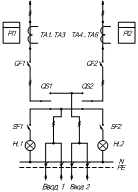 PI1 TA1..TA3 TA4..TA6 PI2
QF1 QF2
QS1 QS2
SF1 SF2
HL1 HL2
N
PE
Ввод 1 Ввод 2